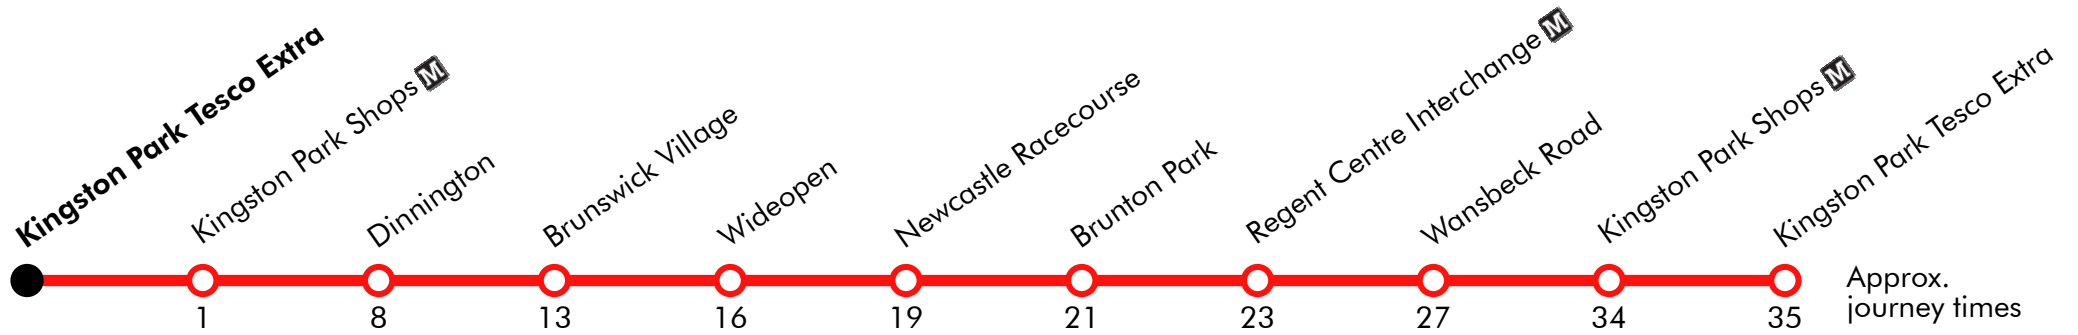 Kingston Park Tesco Extra
Kingston Park Shops M
Dinnington
Brunswick Village
Wideopen
Newcastle Racecourse
Brunton Park
Regent Centre Interchange M
Wansbeck Road
Kingston Park Shops M
Kingston Park Tesco Extra
1 8 13 16 19 21 23 27 34 35
Approx.
journey times